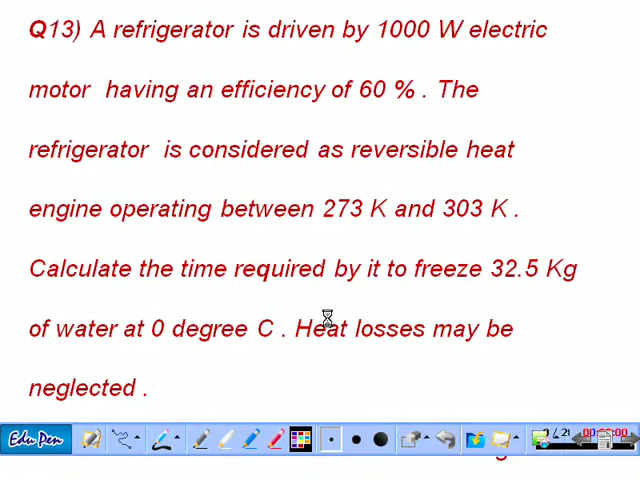 Q13) A refrigerator is driven by 1000 W electric
motor having an efficiency of 60 % . The
refrigerator is considered as reversible heat
engine operating between 273 K and 303 K .
Calculate the time required by it to freeze 32.5 Kg
of water at 0 degree C . Heat losses may be
neglected .
Edu Pen